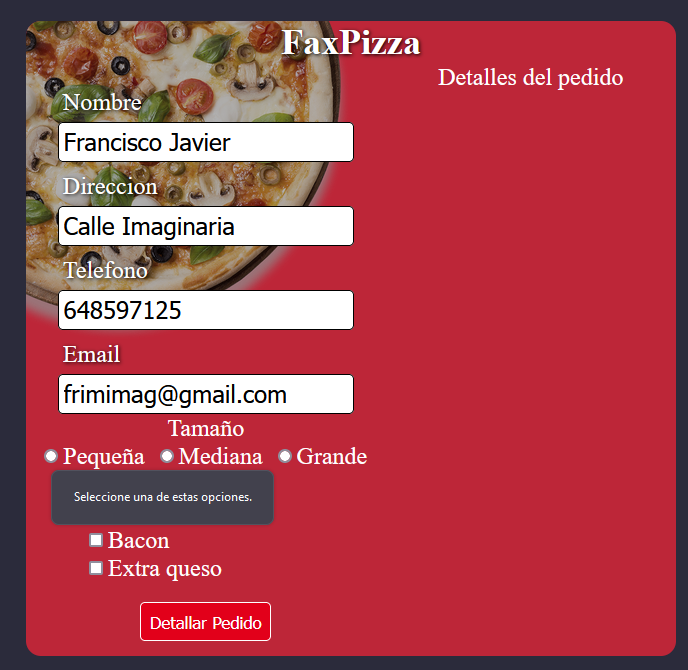 FaxPizza
Detalles del pedido
Nombre
Francisco Javier
Direccion
Calle Imaginaria
Telefono
648597125
Email
frimimag@gmail.com
Tamaño
Pequeña Mediana Grande
Seleccione una de estas opciones.
Bacon
Extra queso
Detallar Pedido